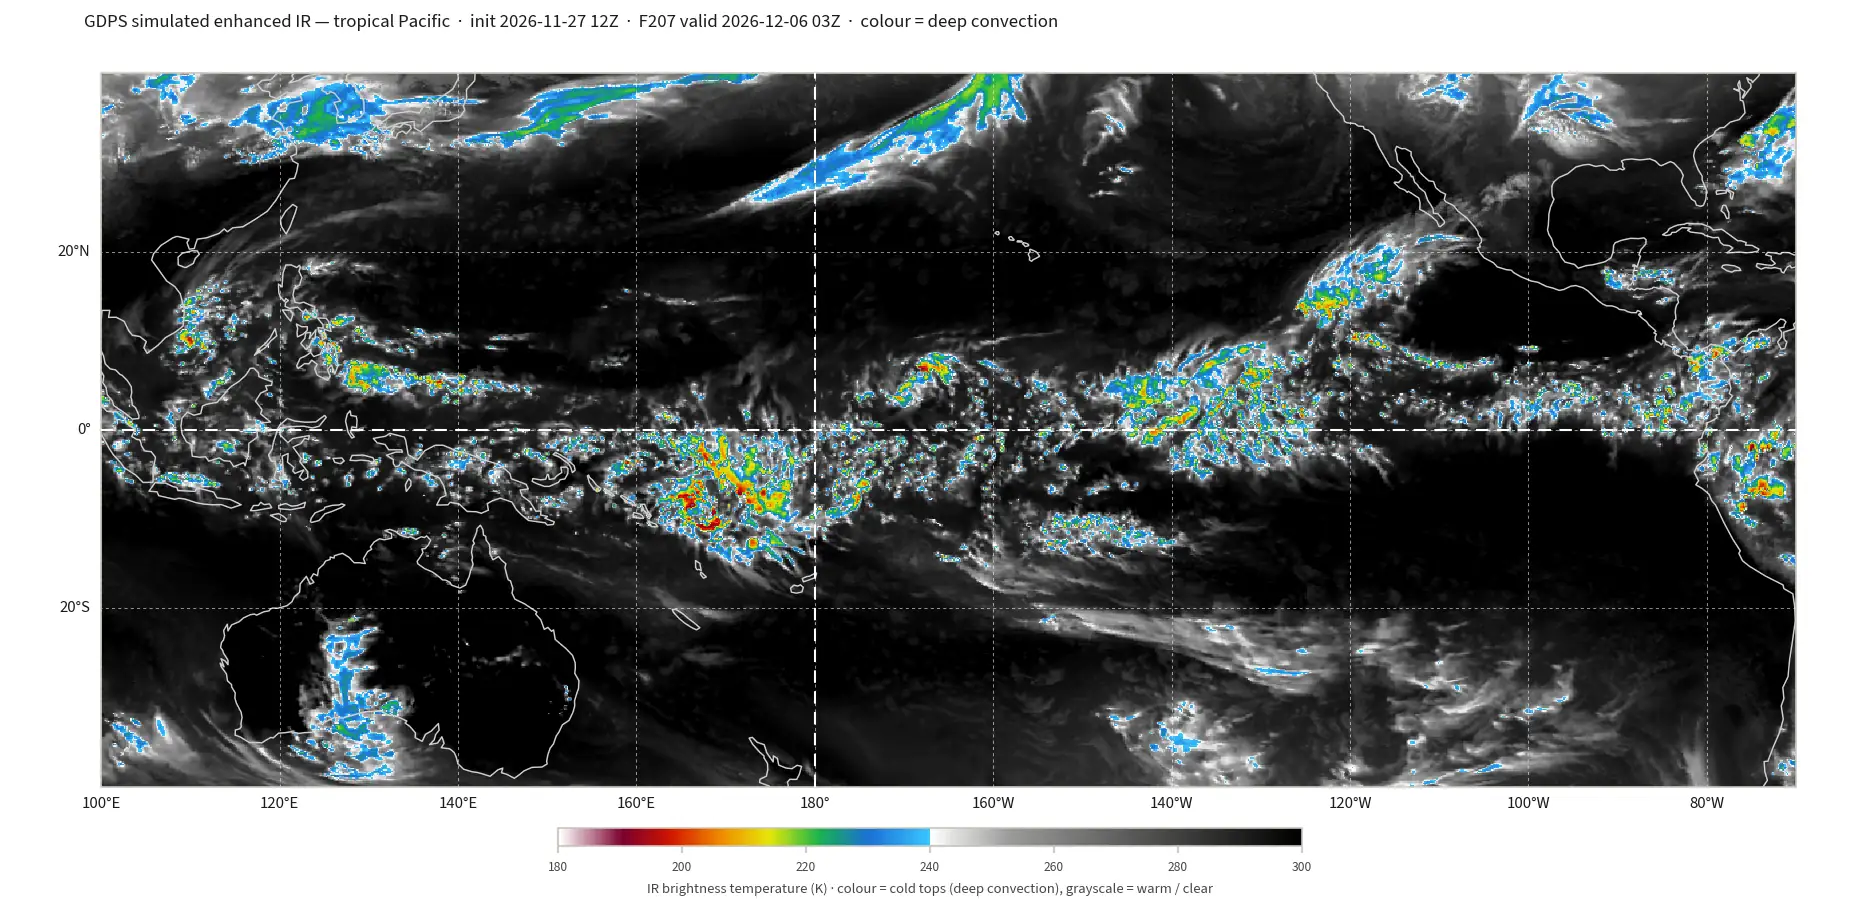 GDPS simulated enhanced IR — tropical Pacific · init 2026-11-27 12Z · F207 valid 2026-12-06 03Z · colour = deep convection
20°N
0°
20°S
100°E 120°E 140°E 160°E 180° 160°W 140°W 120°W 100°W 80°W
180 200 220 240 260 280 300
IR brightness temperature (K) · colour = cold tops (deep convection), grayscale = warm / clear